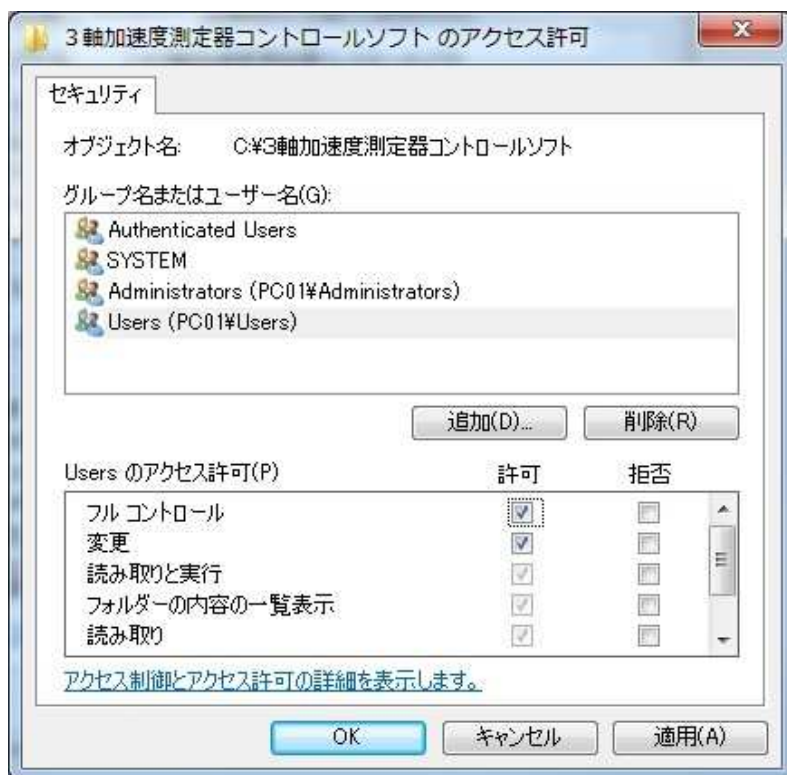 3軸加速度測定器コントロールソフト のアクセス許可
セキュリティ
オブジェクト名: C:¥3軸加速度測定器コントロールソフト
グループ名またはユーザー名(G):
Authenticated Users
SYSTEM
Administrators (PC01¥Administrators)
Users (PC01¥Users)
追加(D)... 削除(R)
Users のアクセス許可(P) 許可 拒否
フル コントロール
変更
読み取りと実行
フォルダーの内容の一覧表示
読み取り
アクセス制御とアクセス許可の詳細を表示します。
OK キャンセル 適用(A)